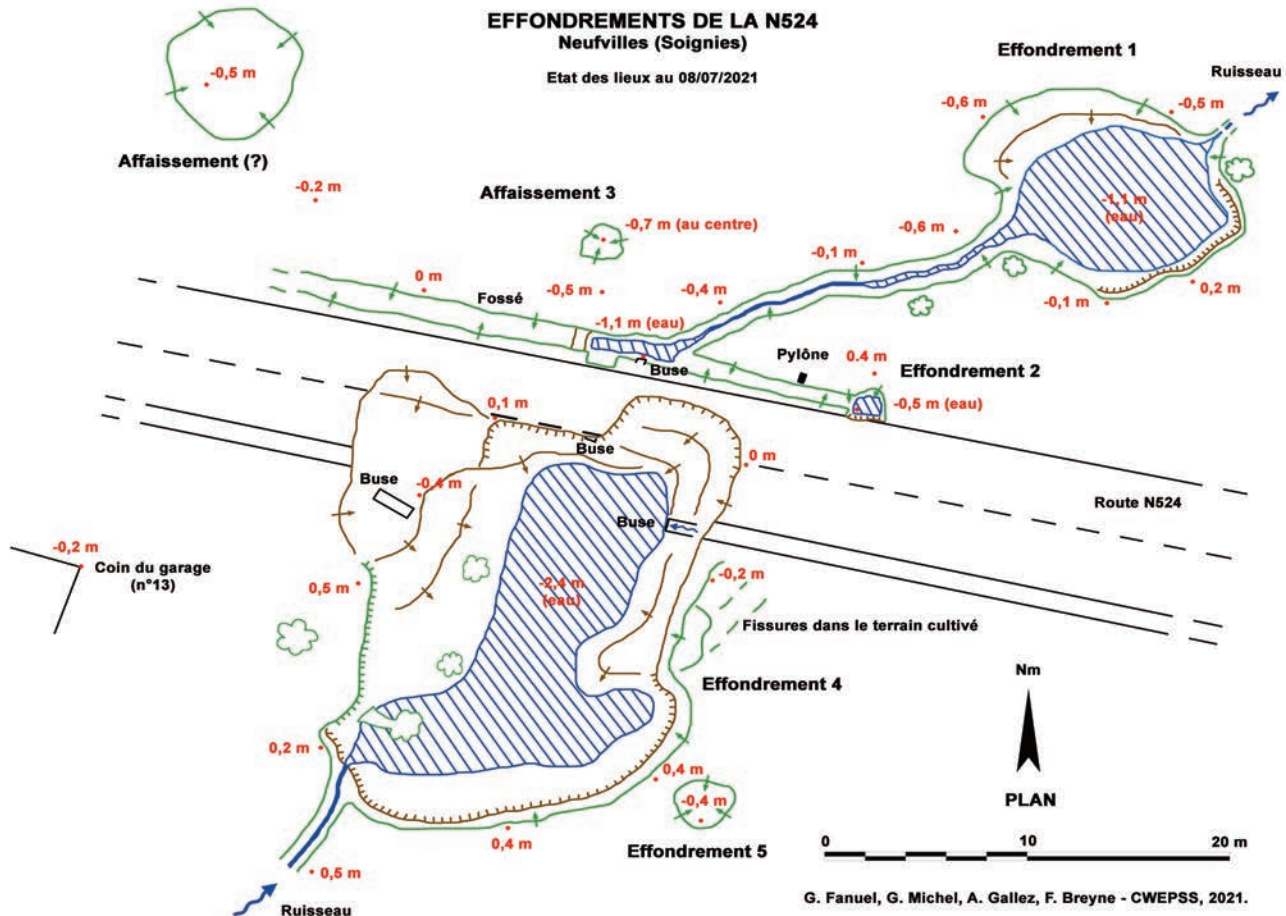 EFFONDREMENTS DE LA N524
Neufvilles (Soignies)
Etat des lieux au 08/07/2021
Effondrement 1
Ruisseau
-0,5 m
-0,6 m
-0,5 m
Affaissement (?)
-0.2 m
Affaissement 3
-0,7 m (au centre)
-1,1 m
(eau)
-0,6 m
-0,1 m
0 m
-0,5 m
-0,4 m
-0,1 m
0,2 m
Fossé
-1,1 m (eau)
Buse
Pylône
0.4 m
Effondrement 2
-0,5 m (eau)
0,1 m
Buse
0 m
Buse
-0,4 m
Route N524
Buse
-0,2 m
Coin du garage
(n°13)
0,5 m
-2,4 m
(eau)
-0,2 m
Fissures dans le terrain cultivé
Nm
Effondrement 4
0,2 m
0,4 m
-0,4 m
PLAN
0,4 m
Effondrement 5
0
10
20 m
0,5 m
Ruisseau
G. Fanuel, G. Michel, A. Gallez, F. Breyne - CWEPSS, 2021.